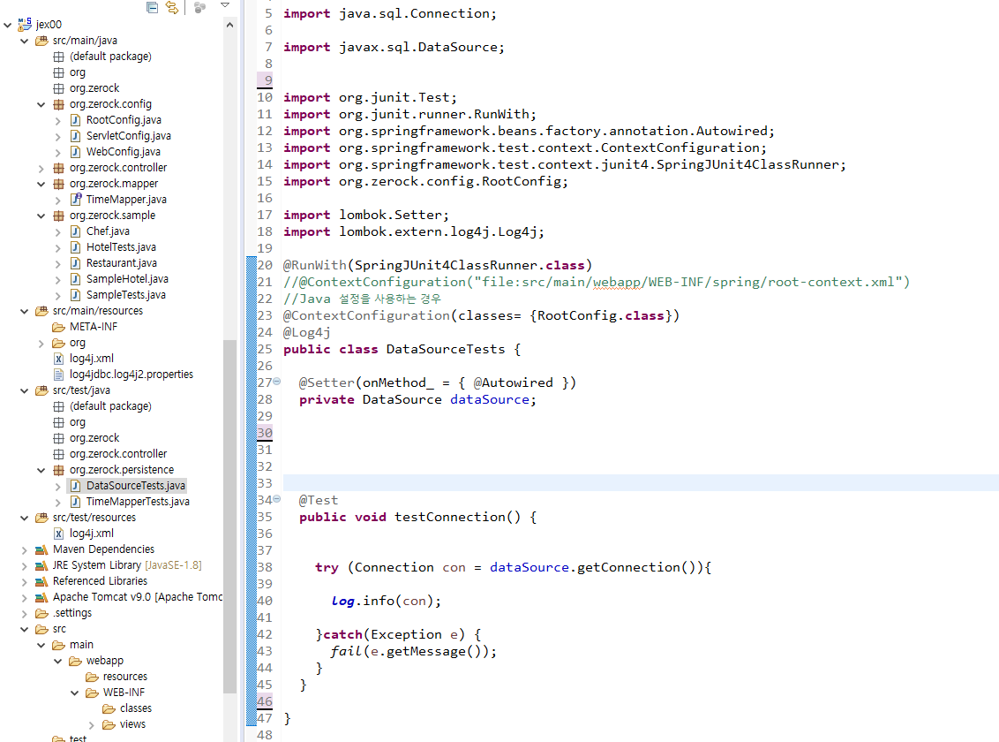 jex00
src/main/java
(default package)
org
org.zerock
org.zerock.config
RootConfig.java
ServletConfig.java
WebConfig.java
org.zerock.controller
org.zerock.mapper
TimeMapper.java
org.zerock.sample
Chef.java
HotelTests.java
Restaurant.java
SampleHotel.java
SampleTests.java
src/main/resources
META-INF
org
log4j.xml
log4jdbc.log4j2.properties
src/test/java
(default package)
org
org.zerock
org.zerock.controller
org.zerock.persistence
DataSourceTests.java
TimeMapperTests.java
src/test/resources
log4j.xml
Maven Dependencies
JRE System Library [JavaSE-1.8]
Referenced Libraries
Apache Tomcat v9.0 [Apache Tomc
.settings
src
main
webapp
resources
WEB-INF
classes
views
test
5 import java.sql.Connection;
6
7 import javax.sql.DataSource;
8
9
10 import org.junit.Test;
11 import org.junit.runner.RunWith;
12 import org.springframework.beans.factory.annotation.Autowired;
13 import org.springframework.test.context.ContextConfiguration;
14 import org.springframework.test.context.junit4.SpringJUnit4ClassRunner;
15 import org.zerock.config.RootConfig;
16
17 import lombok.Setter;
18 import lombok.extern.log4j.Log4j;
19
20 @RunWith(SpringJUnit4ClassRunner.class)
21 //@ContextConfiguration("file:src/main/webapp/WEB-INF/spring/root-context.xml")
22 //Java 설정을 사용하는 경우
23 @ContextConfiguration(classes= {RootConfig.class})
24 @Log4j
25 public class DataSourceTests {
26
27 @Setter(onMethod_ = { @Autowired })
28 private DataSource dataSource;
29
30
31
32
33
34 @Test
35 public void testConnection() {
36
37
38 try (Connection con = dataSource.getConnection()){
39
40 log.info(con);
41
42 }catch(Exception e) {
43 fail(e.getMessage());
44 }
45 }
46
47 }
48